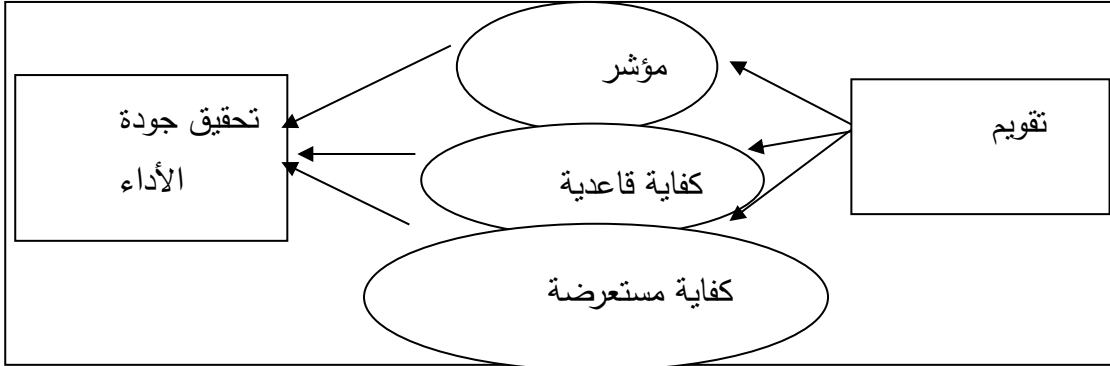 تقويم
مؤشر
كفاية قاعدية
كفاية مستعرضة
تحقيق جودة
الأداء